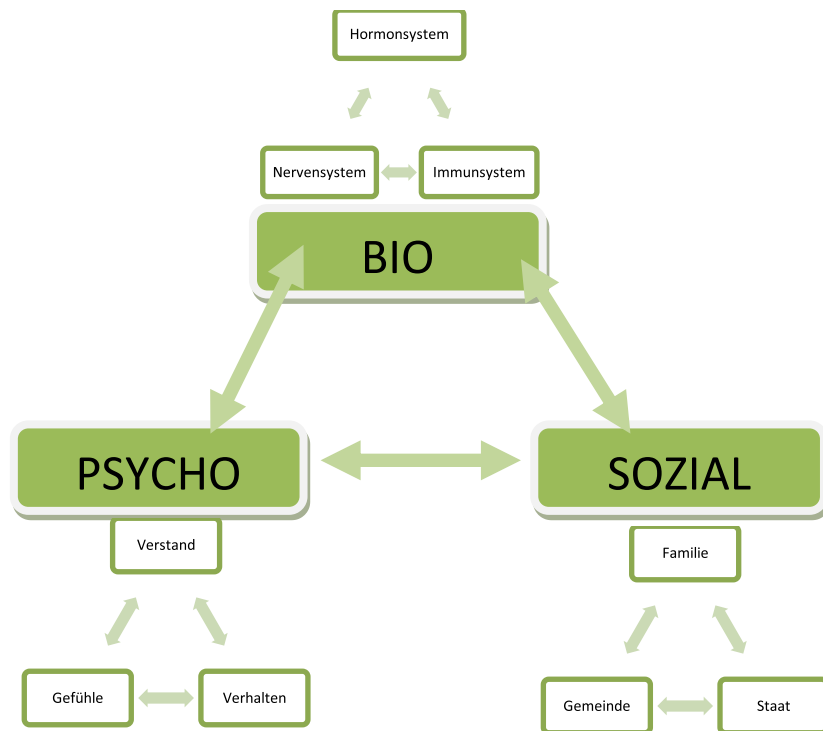 Hormonsystem
Nervensystem
Immunsystem
BIO
PSYCHO
SOZIAL
Verstand
Familie
Gefühle
Verhalten
Gemeinde
Staat